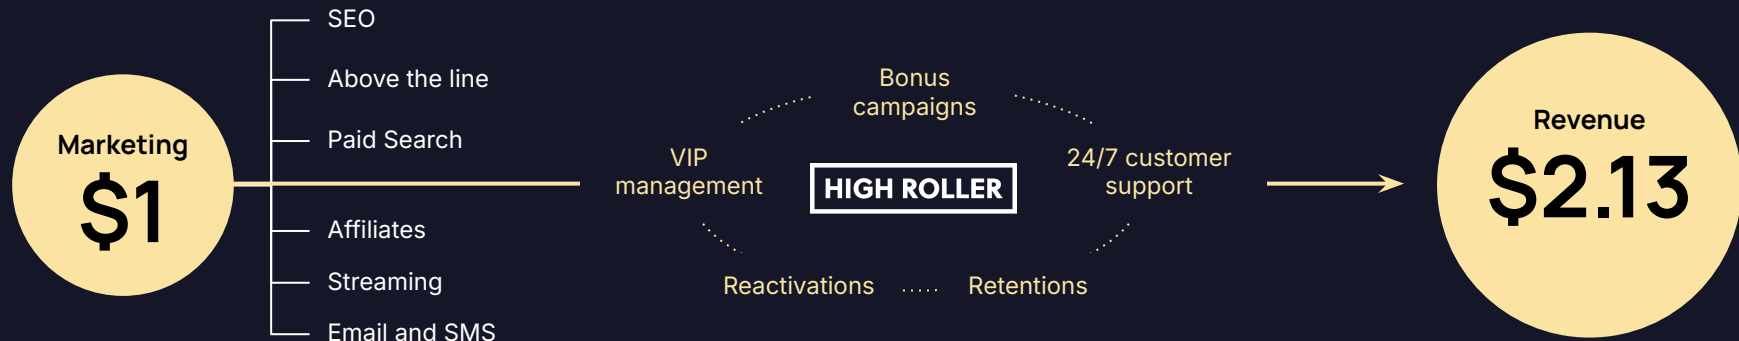 Marketing
$1
SEO
Above the line
Paid Search
Affiliates
Streaming
Email and SMS
Bonus
campaigns
VIP
management
HIGH ROLLER
24/7 customer
support
Reactivations
Retentions
Revenue
$2.13